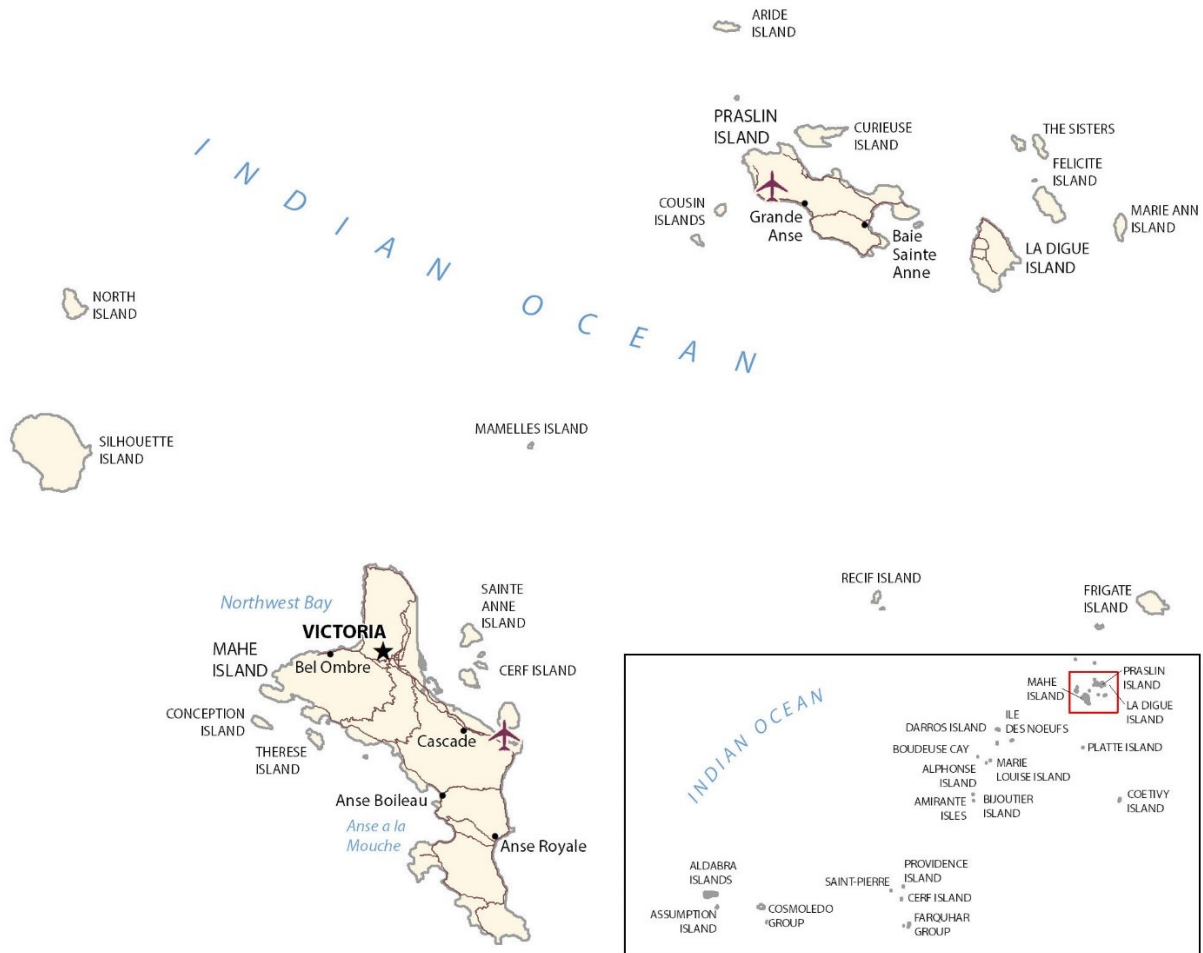 ARIDE
ISLAND
PRASLIN
ISLAND
CURIEUSE
ISLAND
THE SISTERS
FELICITE
ISLAND
COUSIN
ISLANDS
Grande
Anse
Baie
Sainte
Anne
MARIE ANN
ISLAND
LA DIGUE
ISLAND
INDIAN OCEAN
NORTH
ISLAND
SILHOUETTE
ISLAND
MAMELLES ISLAND
RECIF ISLAND
FRIGATE
ISLAND
Northwest Bay
SAINTE
ANNE
ISLAND
VICTORIA
MAHE
ISLAND
Bel Ombre
CERF ISLAND
CONCEPTION
ISLAND
THERESE
ISLAND
Cascade
Anse Boileau
Anse a la
Mouche
Anse Royale
INDIAN OCEAN
MAHE
ISLAND
PRASLIN
ISLAND
LA DIGUE
ISLAND
ILE
DES NOEUFS
DARROS ISLAND
BOUDEUSE CAY
PLATTE ISLAND
ALPHONSE
ISLAND
MARIE
LOUISE ISLAND
AMIRANTE
ISLES
BIJOUTIER
ISLAND
COETIVY
ISLAND
ALDABRA
ISLANDS
ASSUMPTION
ISLAND
COSMOLEDO
GROUP
SAINT-PIERRE
PROVIDENCE
ISLAND
CERF ISLAND
FARQUHAR
GROUP